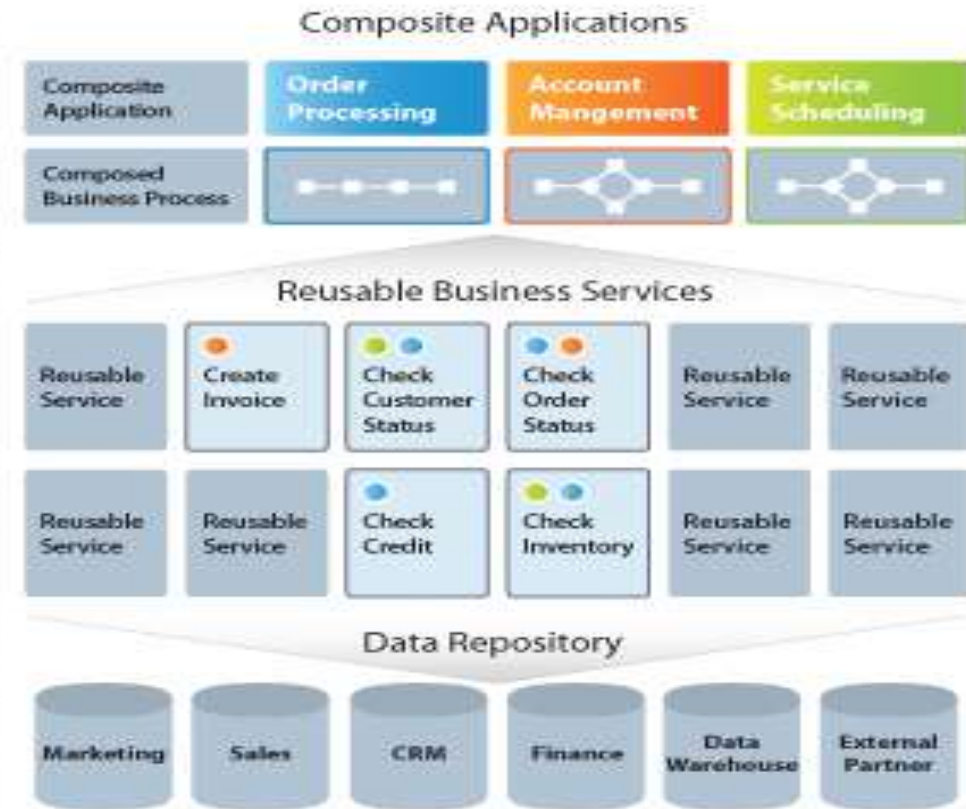 Composite Applications
Composite
Application
Order
Processing
Account
Mangement
Service
Scheduling
Composed
Business Process
Reusable Business Services
Reusable
Service
Create
Invoice
Check
Customer
Status
Check
Order
Status
Reusable
Service
Reusable
Service
Reusable
Service
Reusable
Service
Check
Credit
Check
Inventory
Reusable
Service
Reusable
Service
Data Repository
Marketing
Sales
CRM
Finance
Data
Warehouse
External
Partner